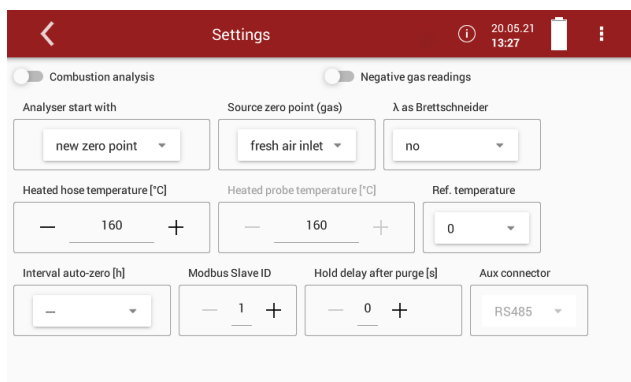 Settings
20.05.21
13:27
Combustion analysis
Negative gas readings
Analyser start with
Source zero point (gas)
λ as Brettschneider
new zero point
fresh air inlet
no
Heated hose temperature [°C]
Heated probe temperature [°C]
Ref. temperature
— 160 +
— 160 +
0
Interval auto-zero [h]
Modbus Slave ID
Hold delay after purge [s]
Aux connector
---
— 1 +
— 0 +
RS485